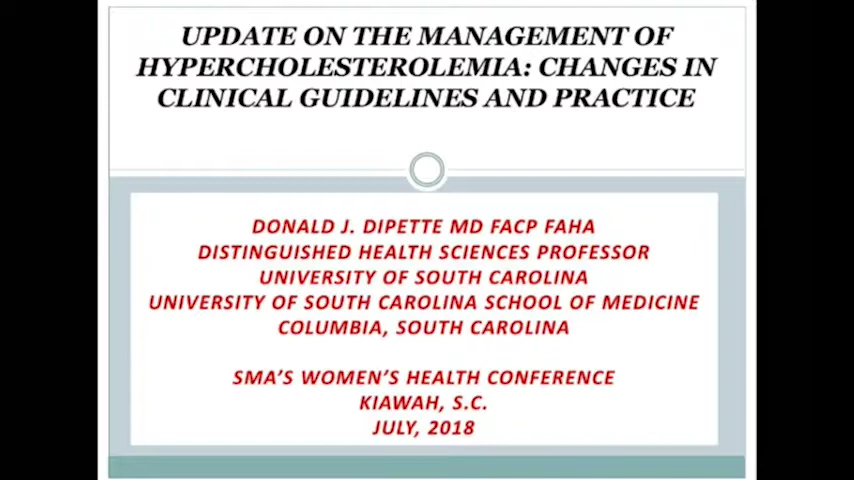 UPDATE ON THE MANAGEMENT OF
HYPERCHOLESTEROLEMIA: CHANGES IN
CLINICAL GUIDELINES AND PRACTICE
DONALD J. DIPETTE MD FACP FAHA
DISTINGUISHED HEALTH SCIENCES PROFESSOR
UNIVERSITY OF SOUTH CAROLINA
UNIVERSITY OF SOUTH CAROLINA SCHOOL OF MEDICINE
COLUMBIA, SOUTH CAROLINA
SMA'S WOMEN'S HEALTH CONFERENCE
KIAWAH, S.C.
JULY, 2018